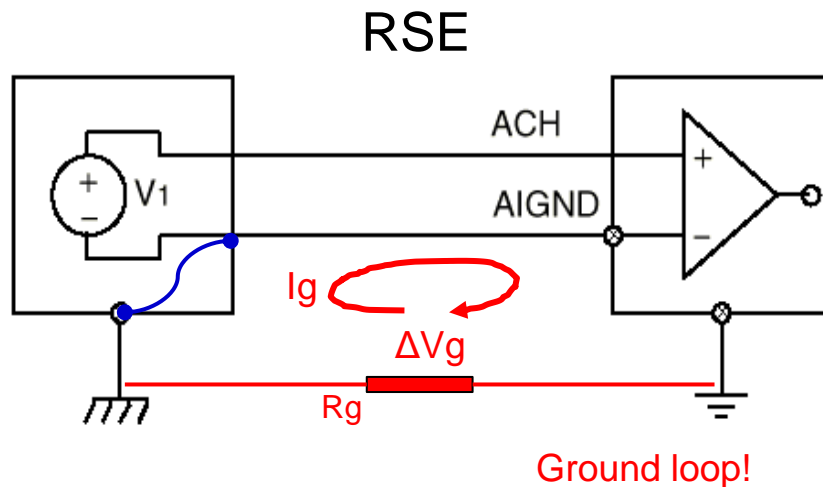 RSE
ACH
+
+
V1
AIGND
−
−
Ig
ΔVg
Rg
Ground loop!